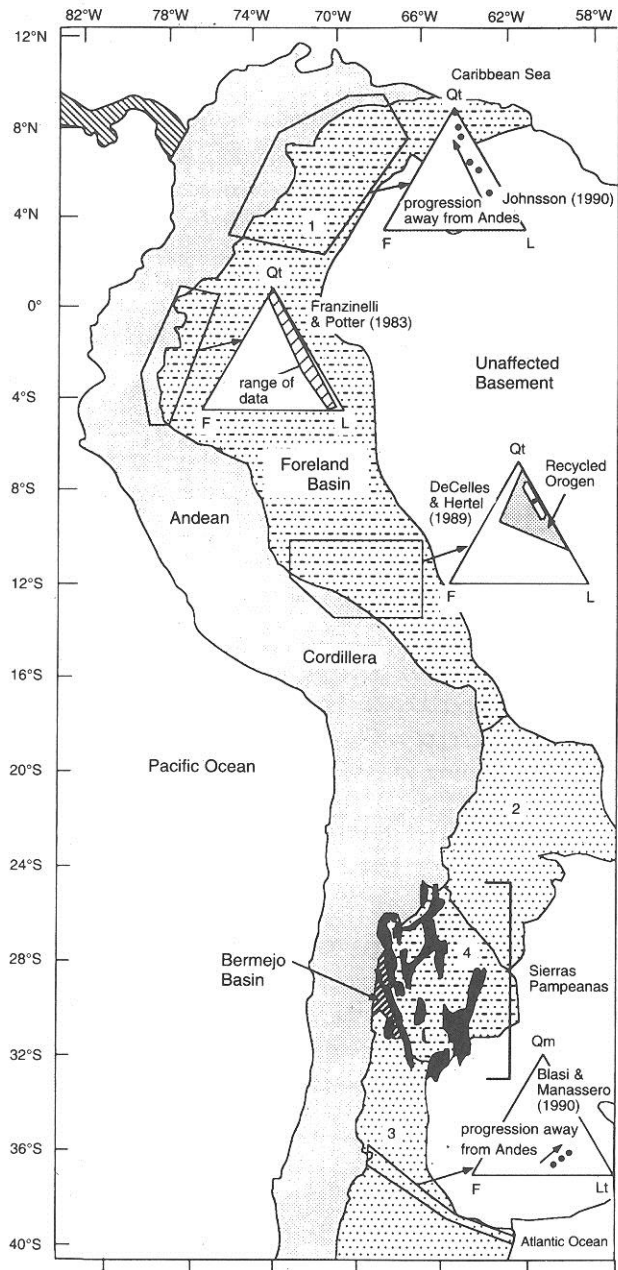 82°W 78° 74° 70° 66° 62° 58°W
12°N
8°N
4°N
0°
4°S
8°S
12°S
16°S
20°S
24°S
28°S
32°S
36°S
40°S
Caribbean Sea
Qt
Johnsson (1990)
progression
away from Andes
F
L
1
Qt
Franzinelli
& Potter (1983)
range of
data
F
L
Unaffected
Basement
Foreland
Basin
Qt
DeCelles
& Hertel
(1989)
Recycled
Orogen
F
L
Andean
Cordillera
Pacific Ocean
2
4
Bermejo
Basin
Sierras
Pampeanas
Qm
Blasi &
Manassero
(1990)
progression away
from Andes
F
Lt
3
Atlantic Ocean